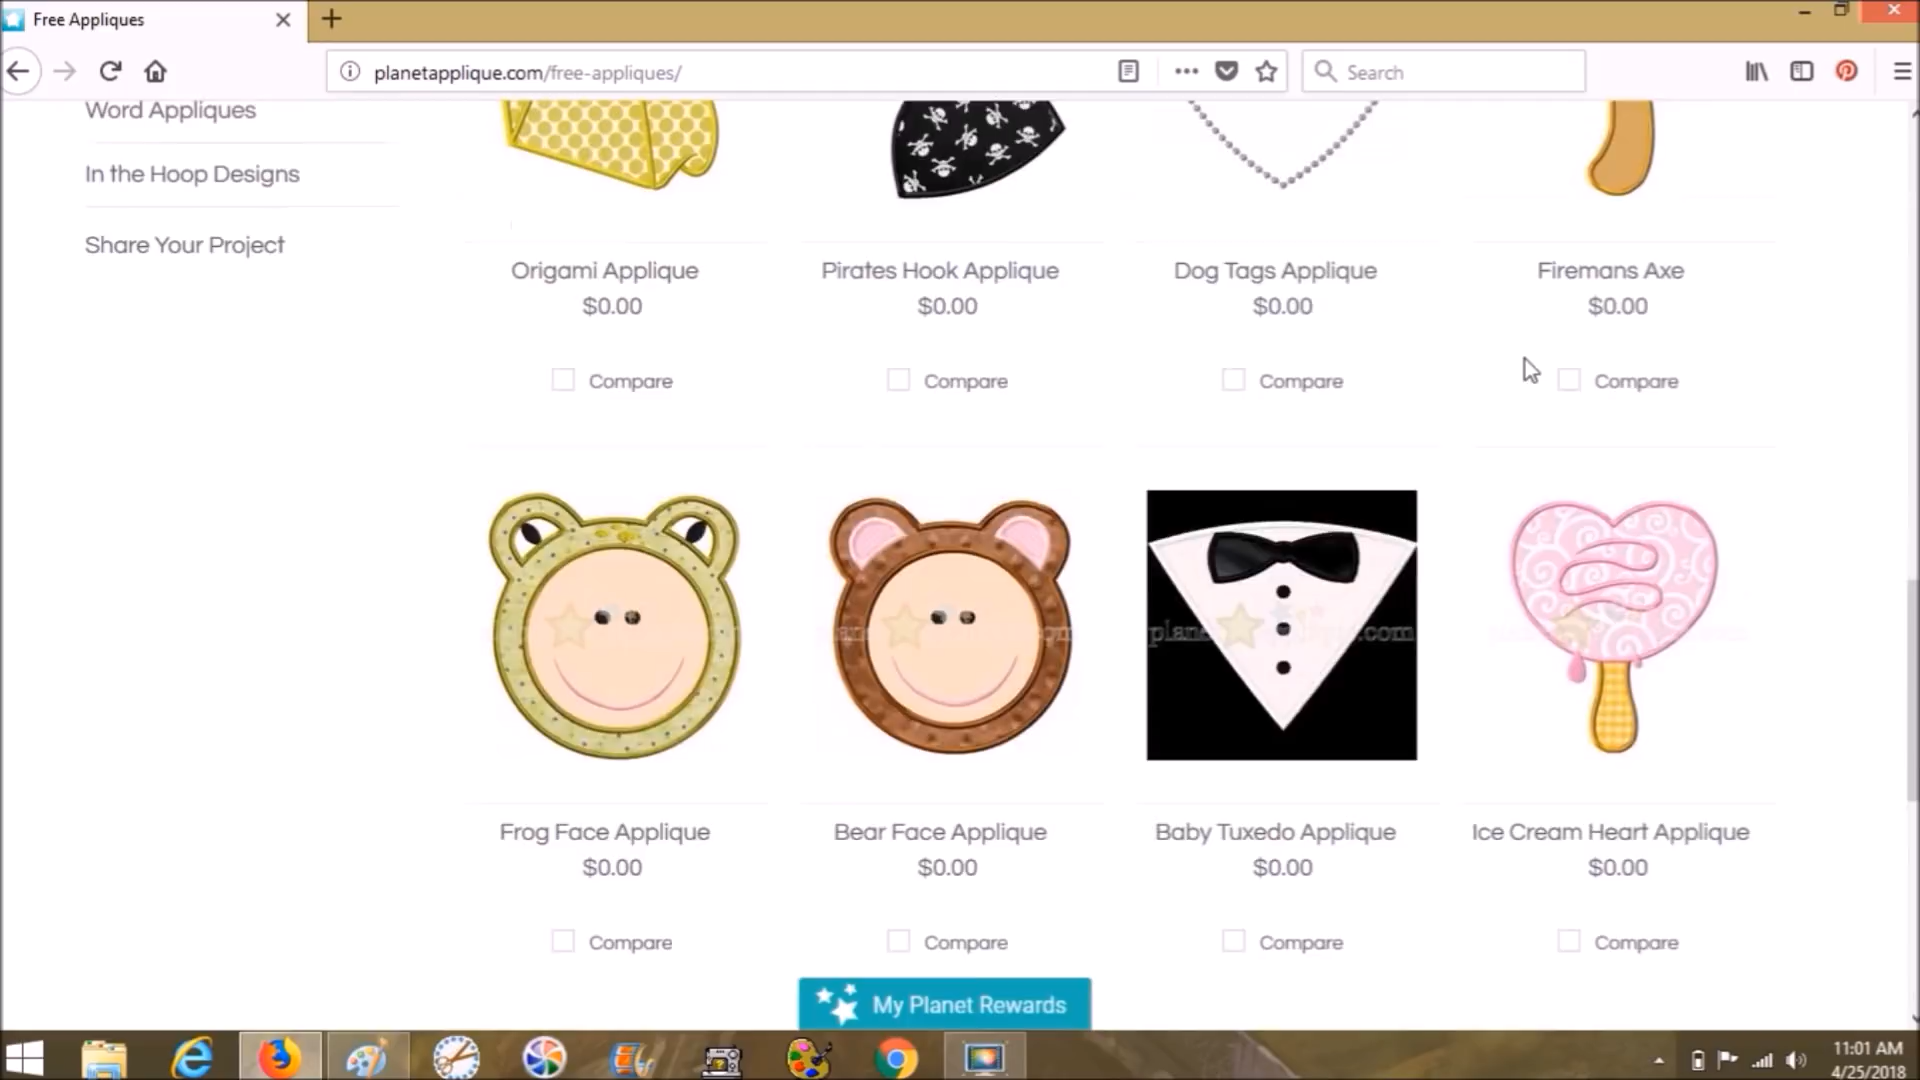 Free Appliques
planetapplique.com/free-appliques/
Search
Word Appliques
In the Hoop Designs
Share Your Project
Origami Applique
$0.00
Compare
Pirates Hook Applique
$0.00
Compare
Dog Tags Applique
$0.00
Compare
Firemans Axe
$0.00
Compare
Frog Face Applique
$0.00
Compare
Bear Face Applique
$0.00
Compare
Baby Tuxedo Applique
$0.00
Compare
Ice Cream Heart Applique
$0.00
Compare
My Planet Rewards
11:01 AM
4/25/2018